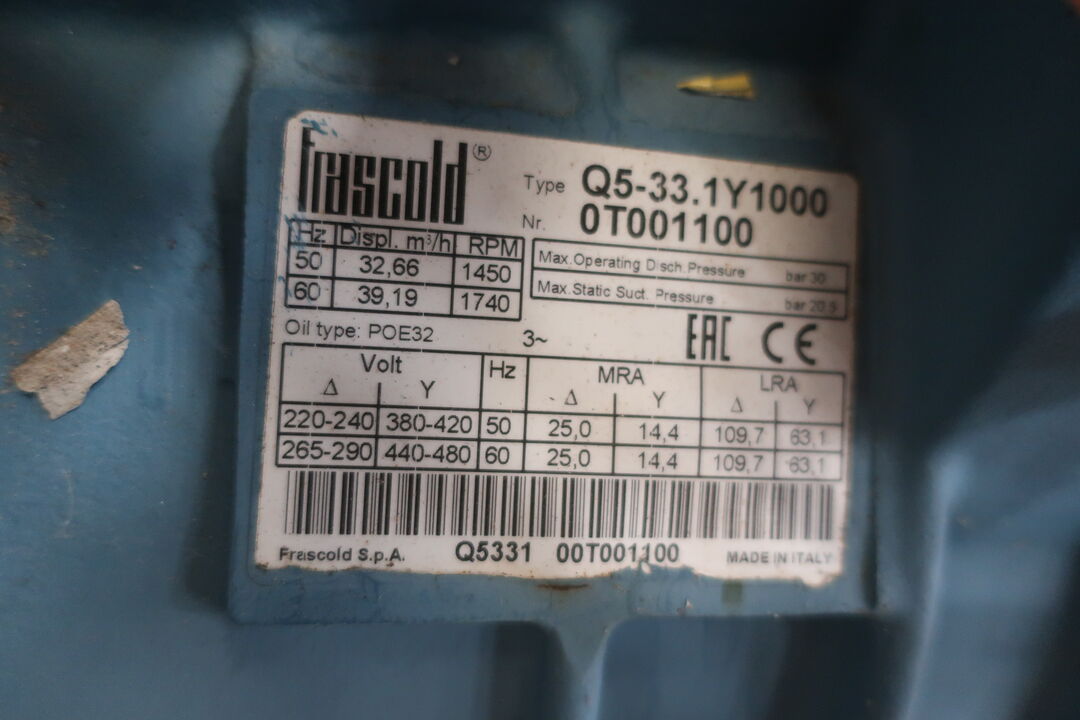 frascold ®
Type Q5-33.1Y1000
Nr. 0T001100
Hz Displ. m³/h RPM
50 32,66 1450
60 39,19 1740
Max.Operating Disch.Pressure bar 30
Max.Static Suct. Pressure bar 20.5
Oil type: POE32 3~ EAC CE
Volt Hz MRA LRA
Δ Y Δ Y Δ Y
220-240 380-420 50 25,0 14,4 109,7 63,1
265-290 440-480 60 25,0 14,4 109,7 63,1
Frascold S.p.A. Q5331 00T001100 MADE IN ITALY